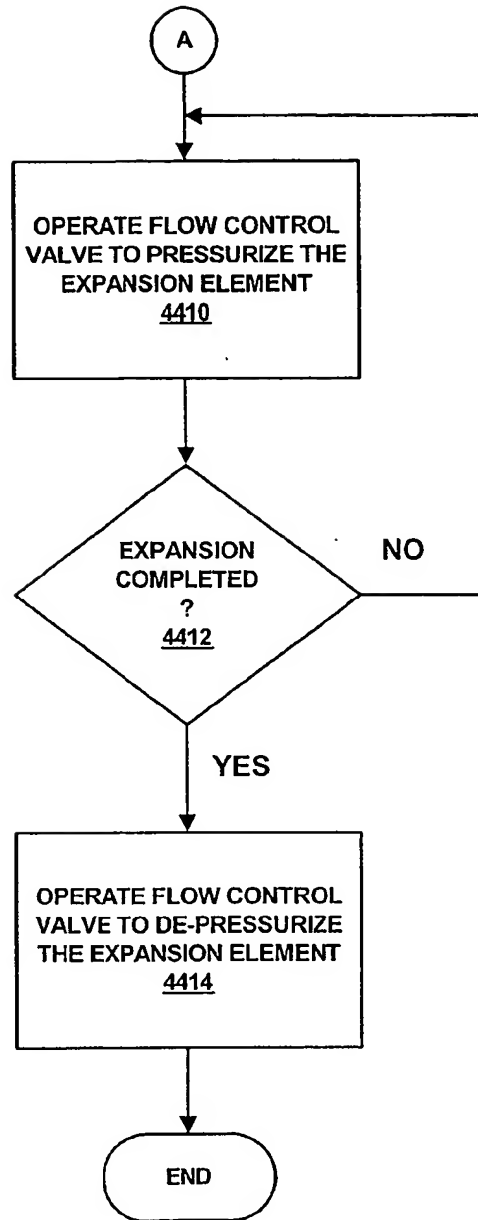 A
OPERATE FLOW CONTROL
VALVE TO PRESSURIZE THE
EXPANSION ELEMENT
4410
EXPANSION
COMPLETED
?
4412
NO
YES
OPERATE FLOW CONTROL
VALVE TO DE-PRESSURIZE
THE EXPANSION ELEMENT
4414
END